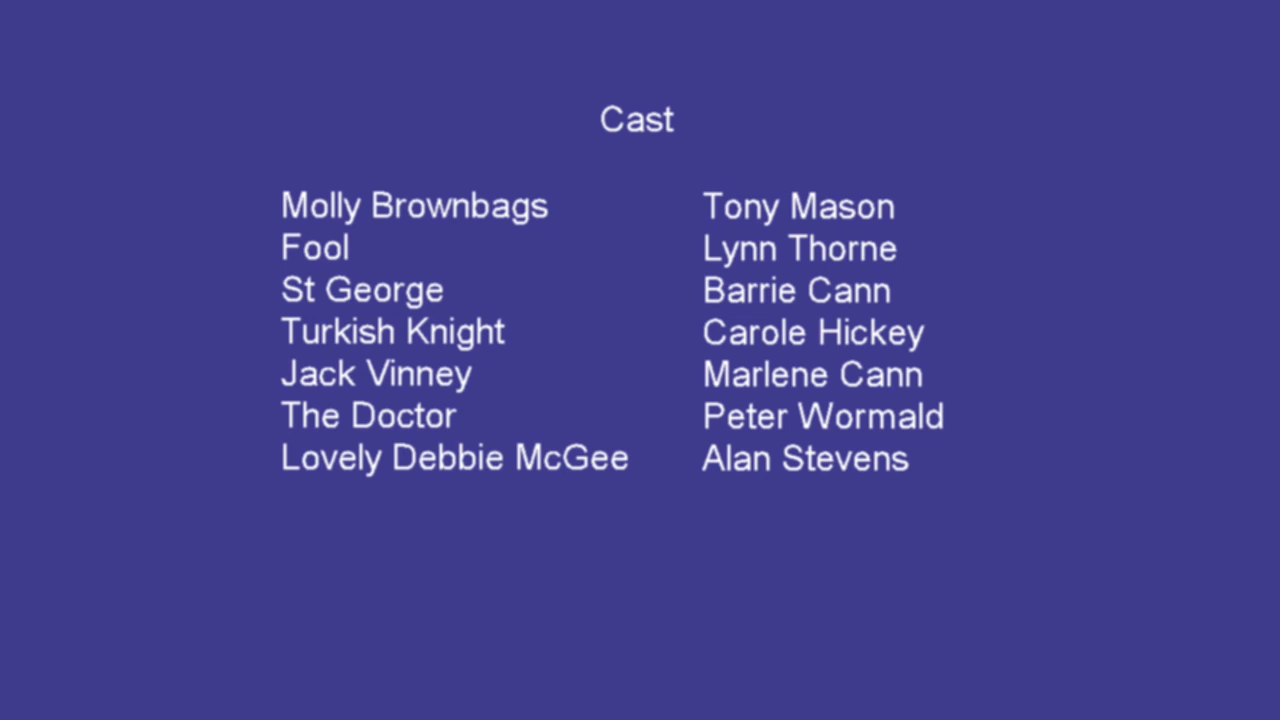 Cast
Molly Brownbags Tony Mason
Fool Lynn Thorne
St George Barrie Cann
Turkish Knight Carole Hickey
Jack Vinney Marlene Cann
The Doctor Peter Wormald
Lovely Debbie McGee Alan Stevens